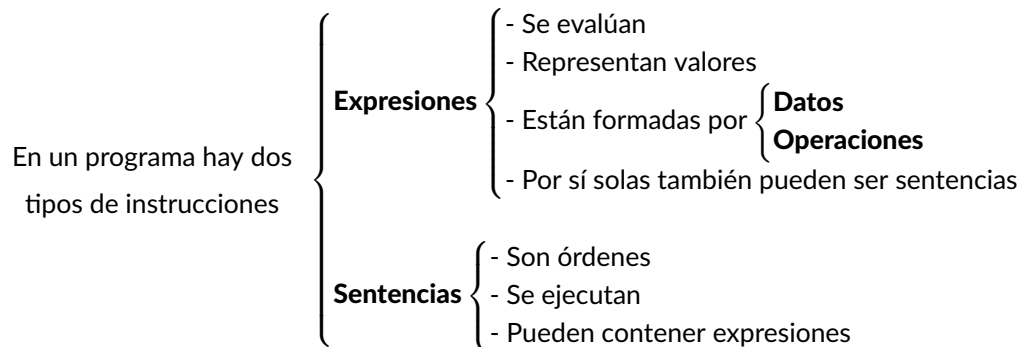 En un programa hay dos
tipos de instrucciones
Expresiones
- Se evalúan
- Representan valores
- Están formadas por
Datos
Operaciones
- Por sí solas también pueden ser sentencias
Sentencias
- Son órdenes
- Se ejecutan
- Pueden contener expresiones